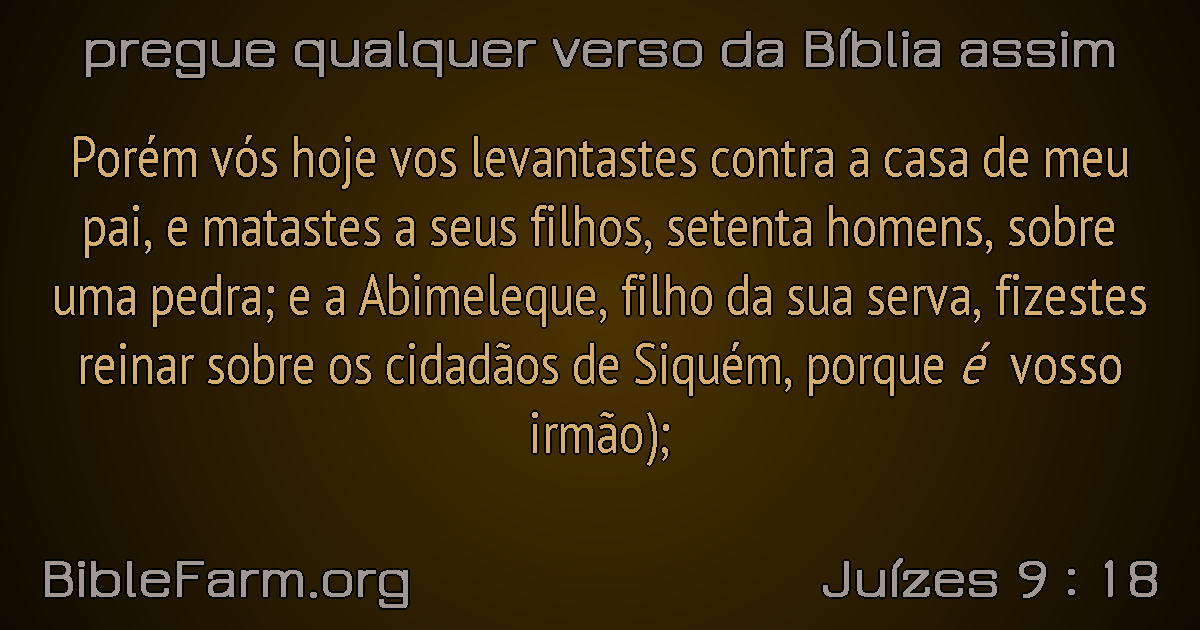 pregue qualquer verso da Bíblia assim
Porém vós hoje vos levantastes contra a casa de meu
pai, e matastes a seus filhos, setenta homens, sobre
uma pedra; e a Abimeleque, filho da sua serva, fizestes
reinar sobre os cidadãos de Siquém, porque é vosso
irmão);
BibleFarm.org
Juízes 9 : 18